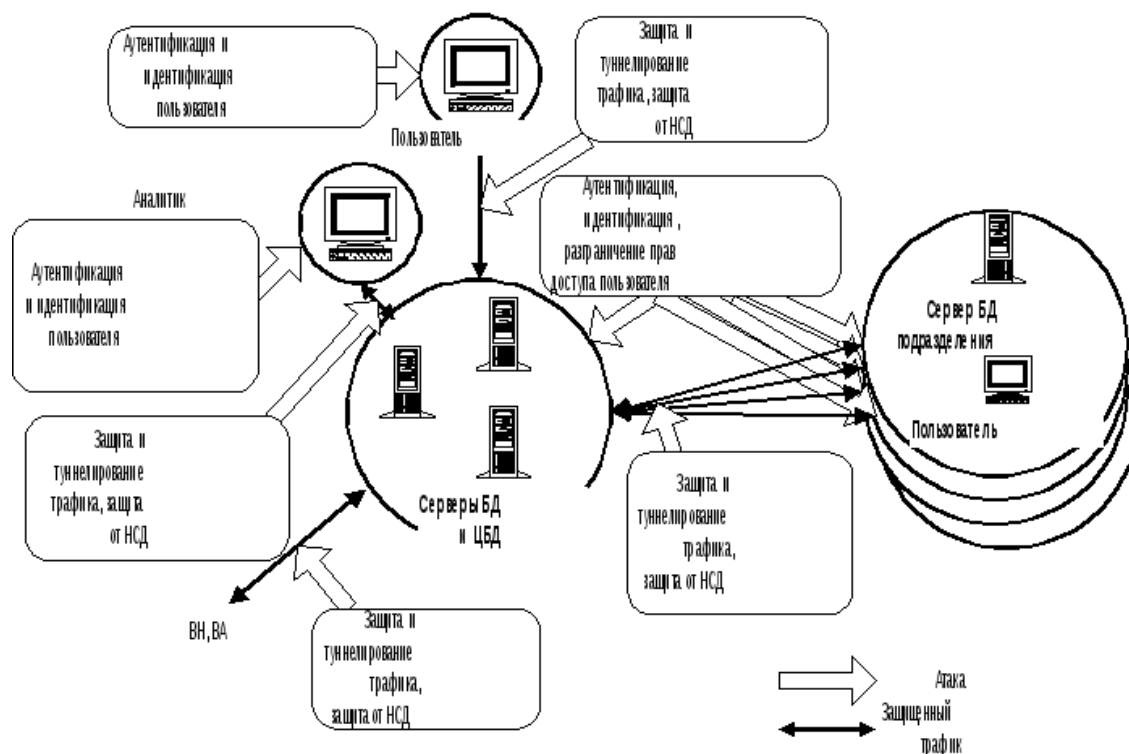 Аутентификация и
идентификация
пользователя
Пользователь
Защита и
туннелирование
трафика, защита
от НСД
Аналитик
Аутентификация
и идентификация
пользователя
Аутентификация,
идентификация ,
разграничение прав
доступа пользователя
Сервер БД
подразделения
Пользователь
Защита и
туннелирование
трафика, защита
от НСД
Серверы БД
и ЦБД
Защита и
туннелирование
трафика,
защита от НСД
ВН, ВА
Защита и
туннелирование
трафика,
защита от НСД
Атака
Защищенный
трафик